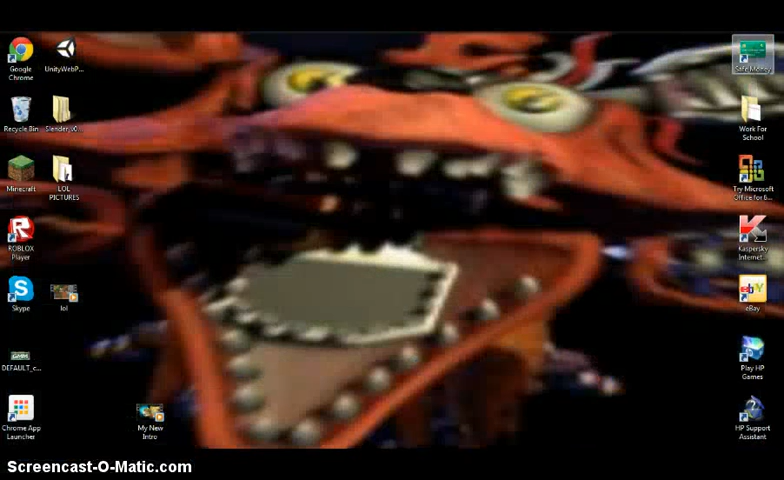 Google
Chrome
UnityWebP...
Safe Money
Recycle Bin
Slender_v0...
Work For
School
Minecraft
LOL
PICTURES
Try Microsoft
Office for 6...
ROBLOX
Player
Kaspersky
Internet...
Skype
lol
eBay
DEFAULT_c...
Play HP
Games
Chrome App
Launcher
My New
Intro
HP Support
Assistant
Screencast-O-Matic.com